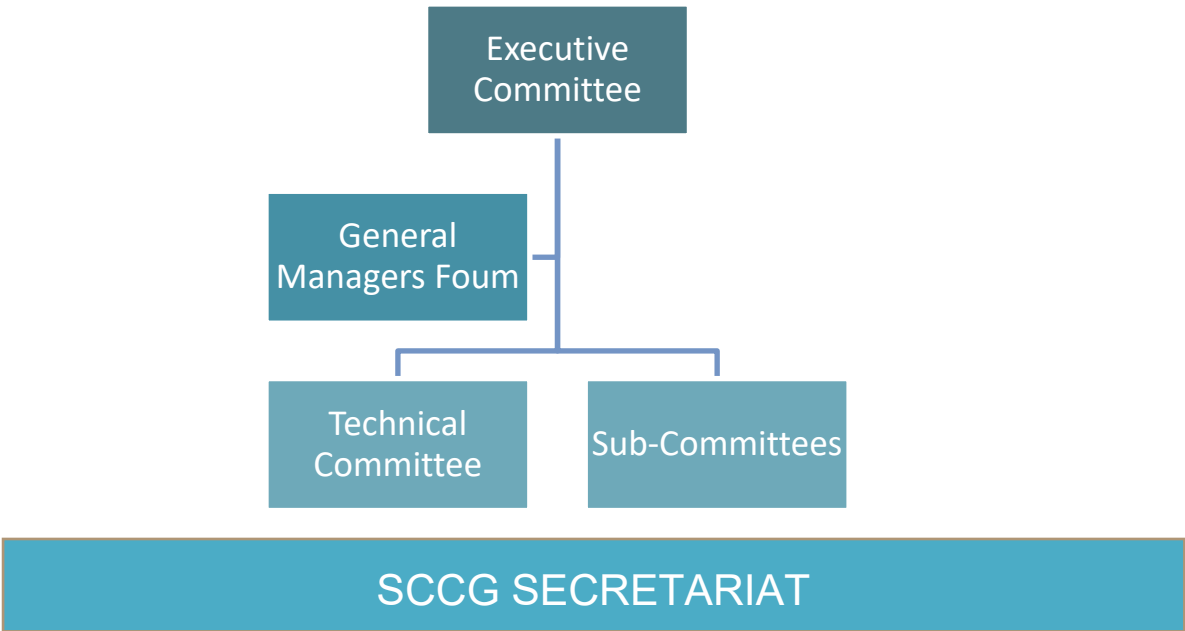 Executive
Committee
General
Managers Foum
Technical
Committee
Sub-Committees
SCCG SECRETARIAT